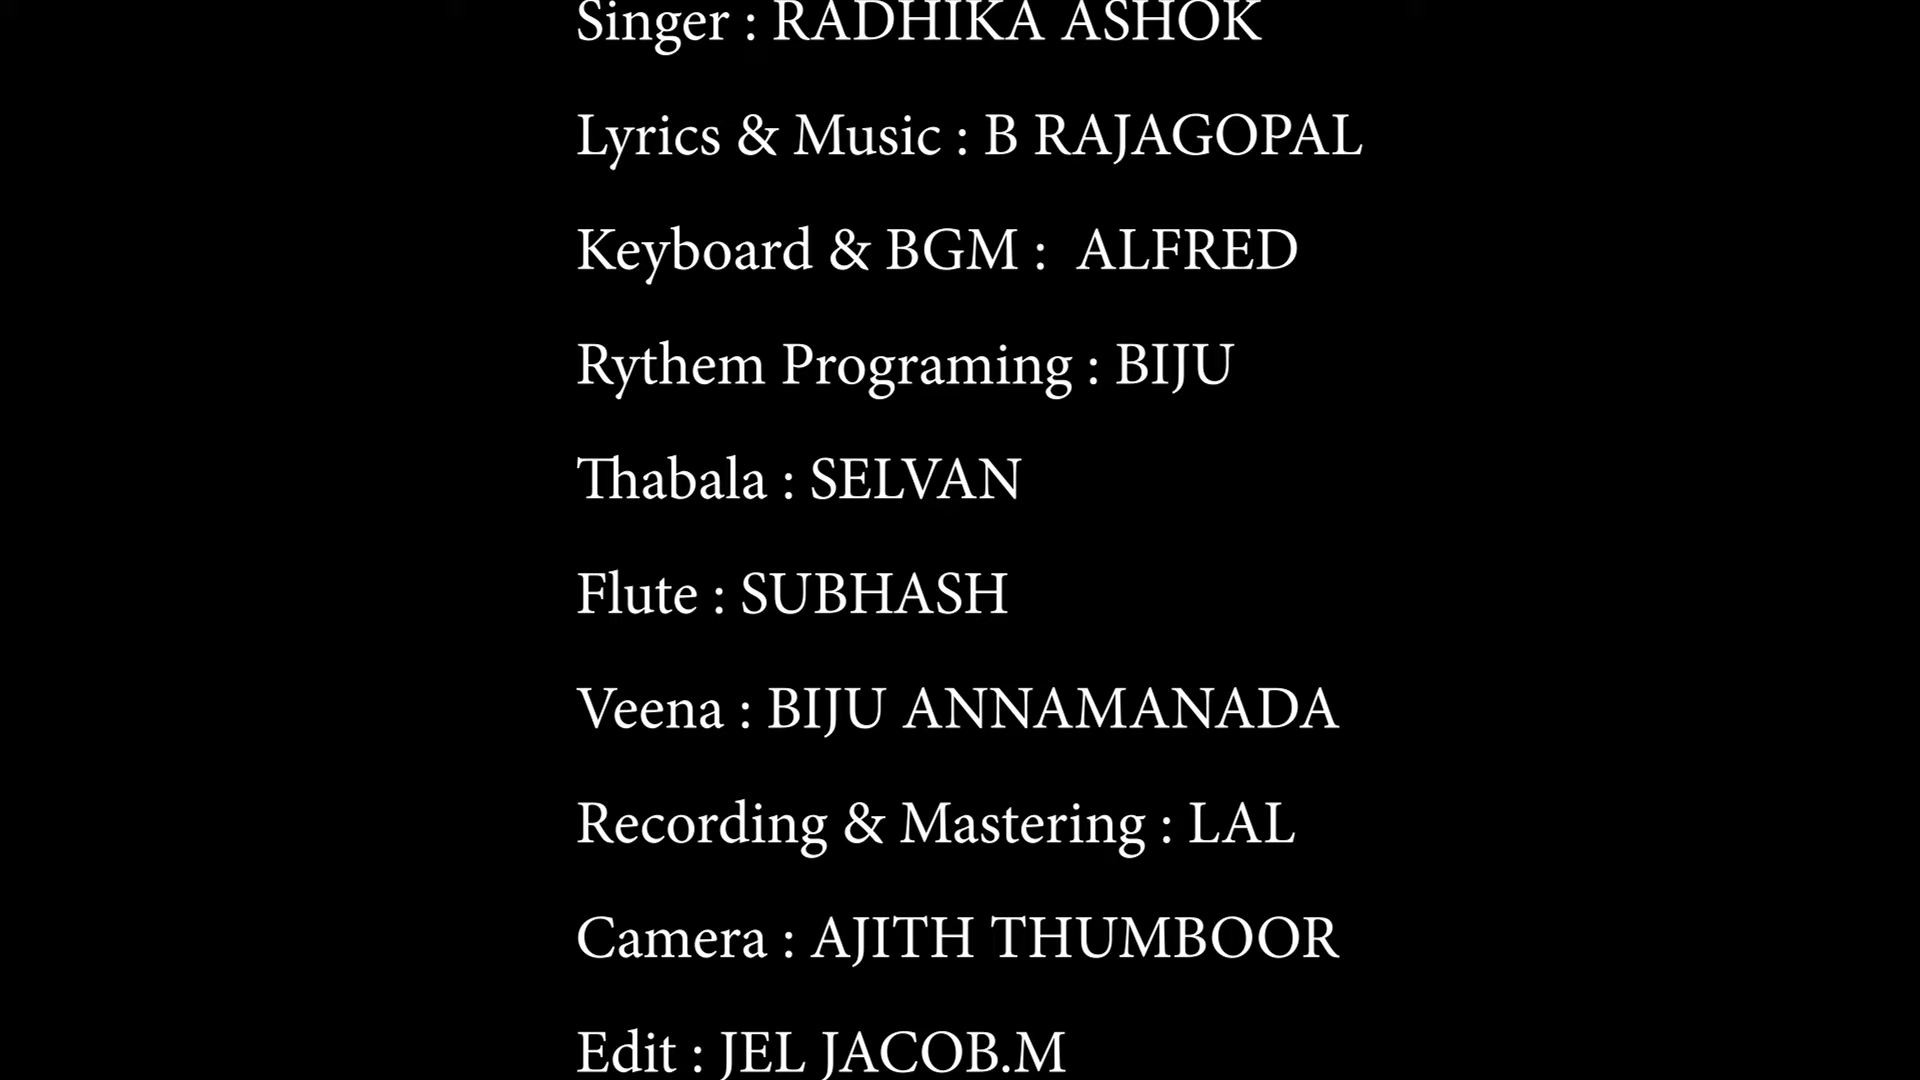 Singer : RADHIKA ASHOK
Lyrics & Music : B RAJAGOPAL
Keyboard & BGM :  ALFRED
Rythem Programing : BIJU
Thabala : SELVAN
Flute : SUBHASH
Veena : BIJU ANNAMANADA
Recording & Mastering : LAL
Camera : AJITH THUMBOOR
Edit : JEL JACOB.M